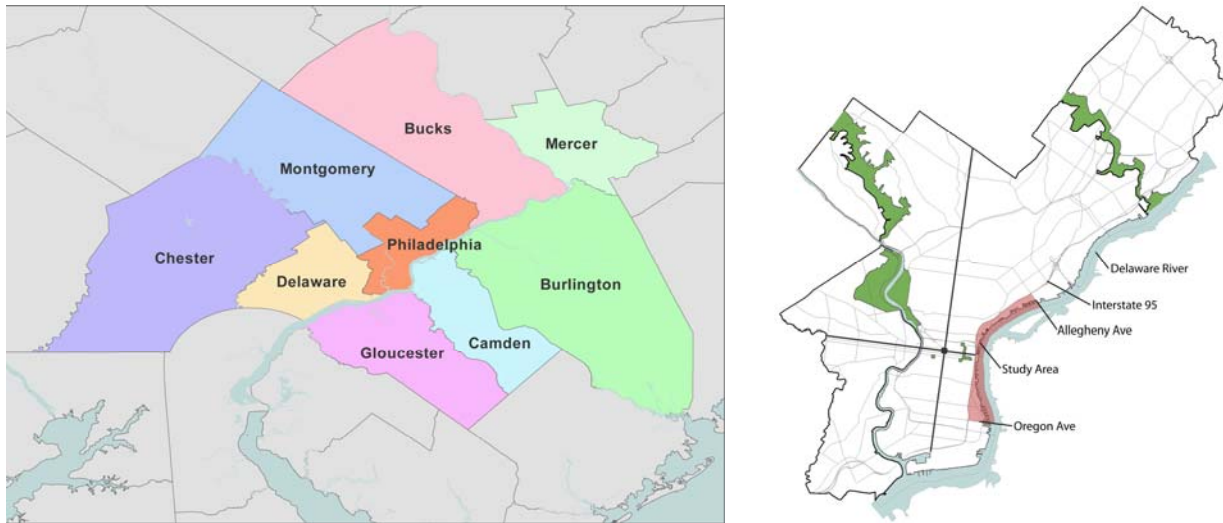 Bucks
Mercer
Montgomery
Philadelphia
Chester
Delaware
Burlington
Camden
Gloucester
Delaware River
Interstate 95
Allegheny Ave
Study Area
Oregon Ave